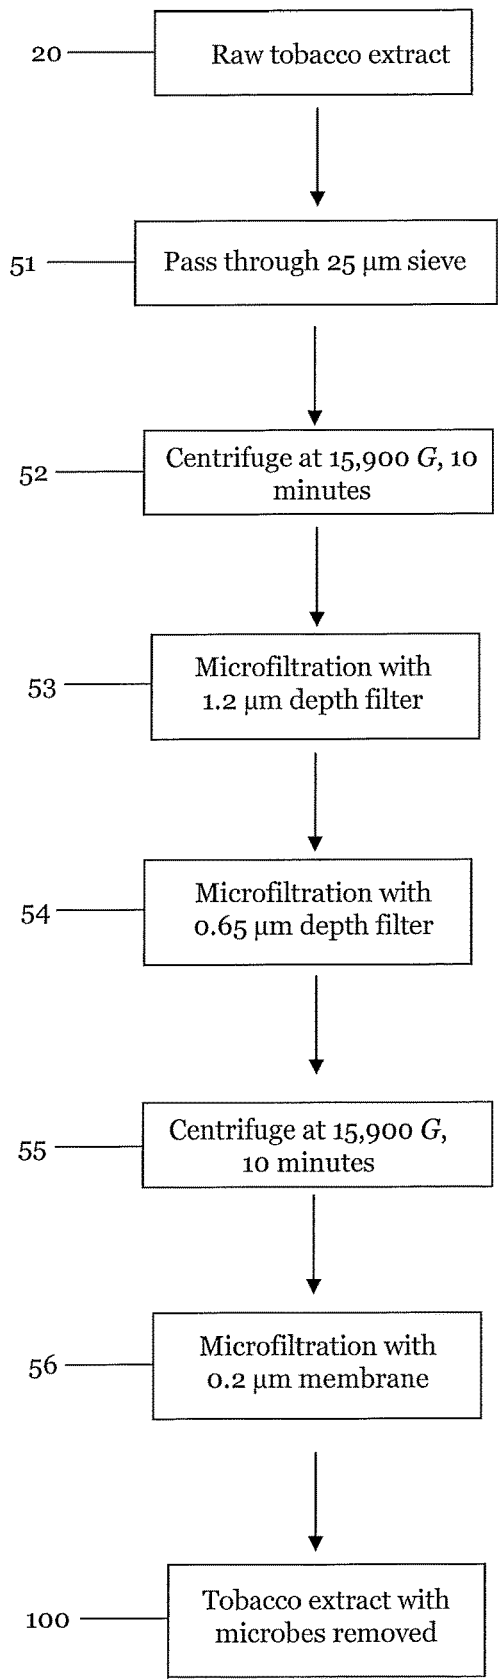 20
Raw tobacco extract
51
Pass through 25 µm sieve
52
Centrifuge at 15,900 G, 10
minutes
53
Microfiltration with
1.2 µm depth filter
54
Microfiltration with
0.65 µm depth filter
55
Centrifuge at 15,900 G,
10 minutes
56
Microfiltration with
0.2 µm membrane
100
Tobacco extract with
microbes removed